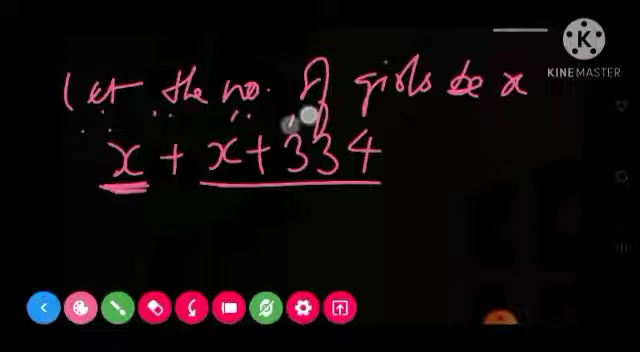 Let the no. of girls be x
x + x + 334
KINEMASTER